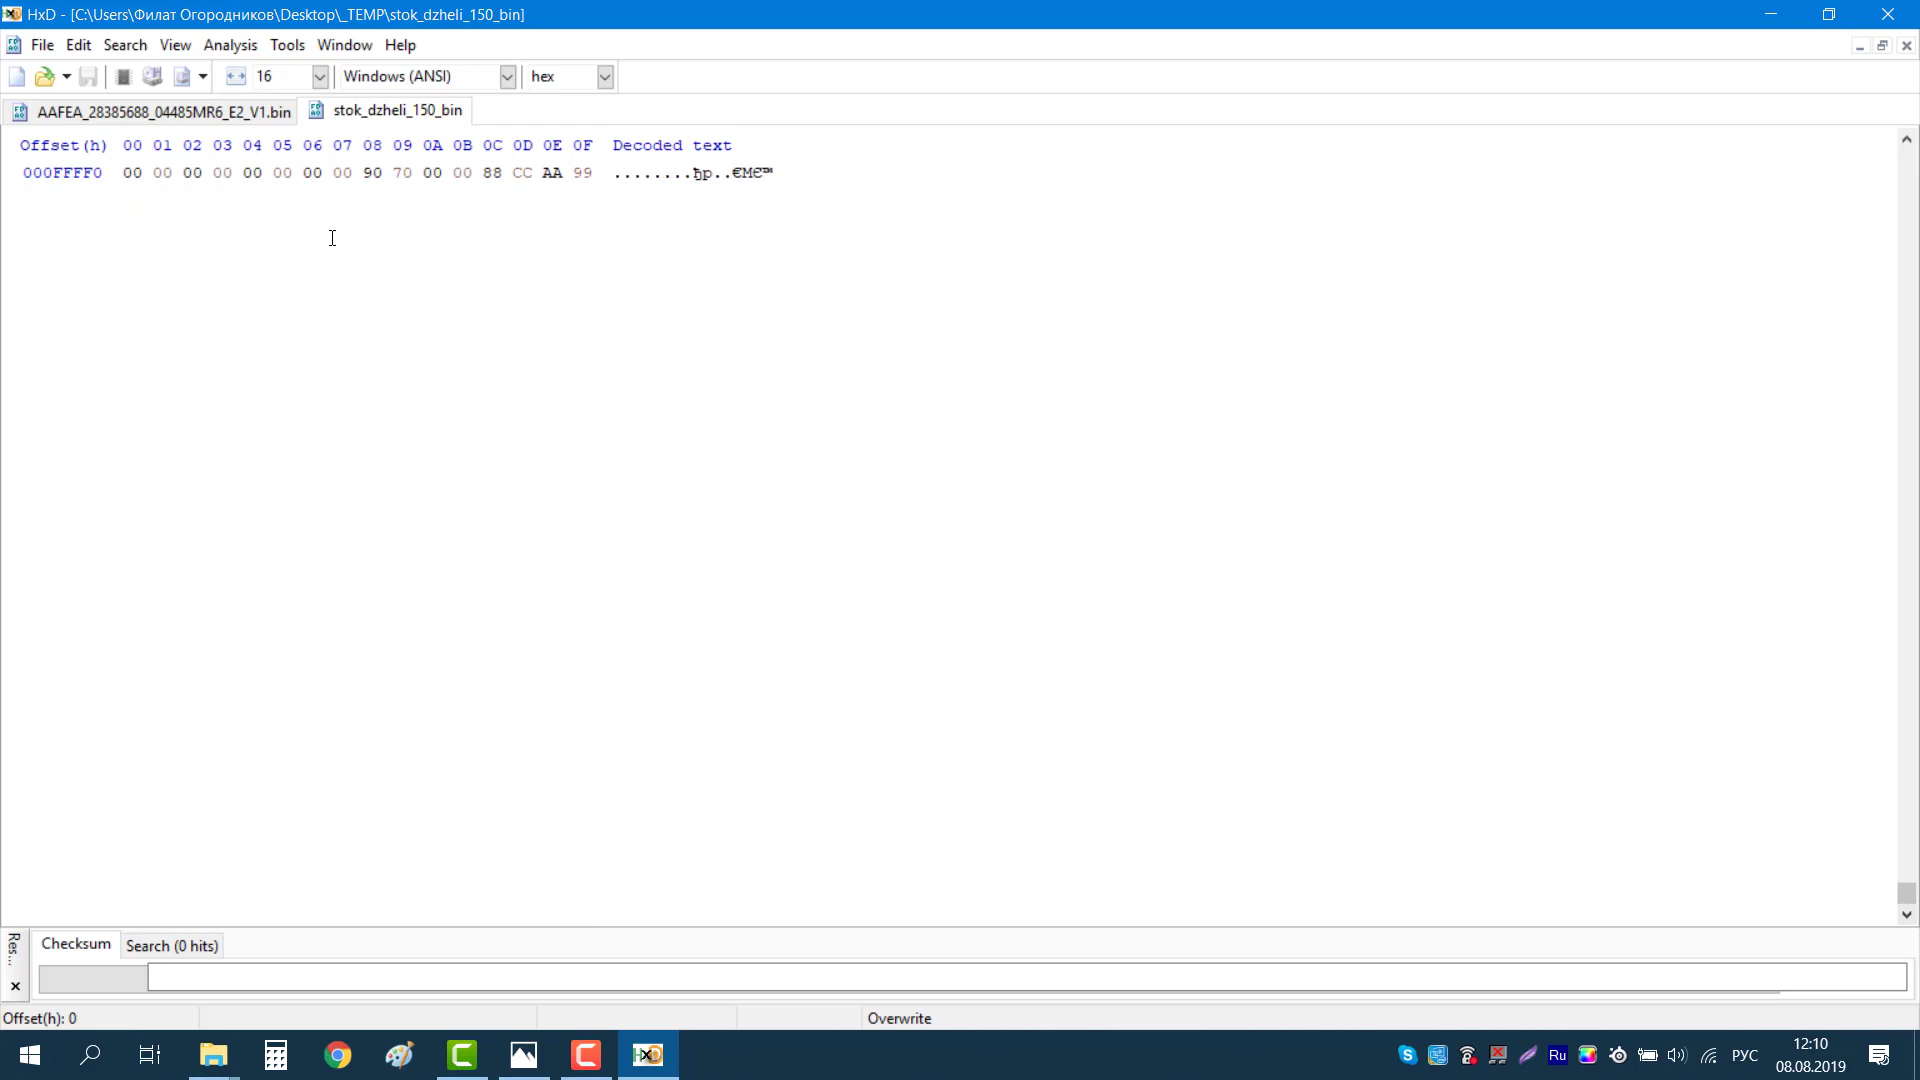 HxD - [C:\Users\Филат Огородников\Desktop\_TEMP\stok_dzheli_150_bin]
File Edit Search View Analysis Tools Window Help
16 Windows (ANSI) hex
AAFEA_28385688_04485MR6_E2_V1.bin stok_dzheli_150_bin
Offset(h) 00 01 02 03 04 05 06 07 08 09 0A 0B 0C 0D 0E 0F Decoded text
000FFFF0 00 00 00 00 00 00 00 00 90 70 00 00 88 CC AA 99 ........ђp..€МЄ™
Res...
Checksum Search (0 hits)
Offset(h): 0 Overwrite
Ru РУС 12:10
08.08.2019